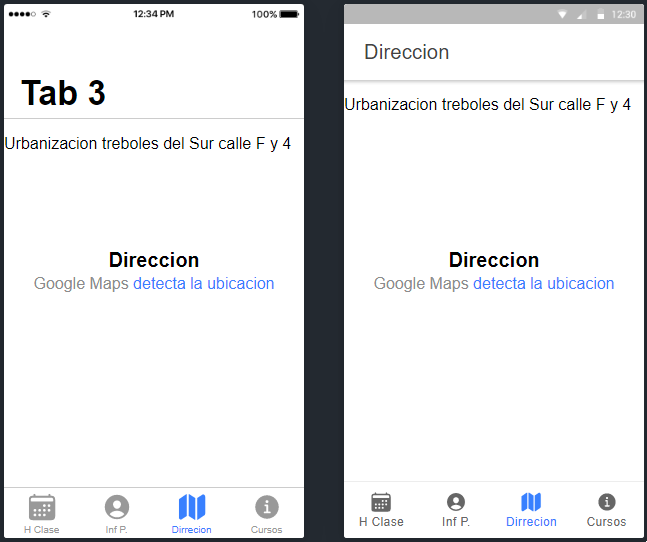 12:34 PM 100%
Tab 3
Urbanizacion treboles del Sur calle F y 4
Direccion
Google Maps detecta la ubicacion
H Clase Inf P. Dirrecion Cursos
12:30
Direccion
Urbanizacion treboles del Sur calle F y 4
Direccion
Google Maps detecta la ubicacion
H Clase Inf P. Dirrecion Cursos